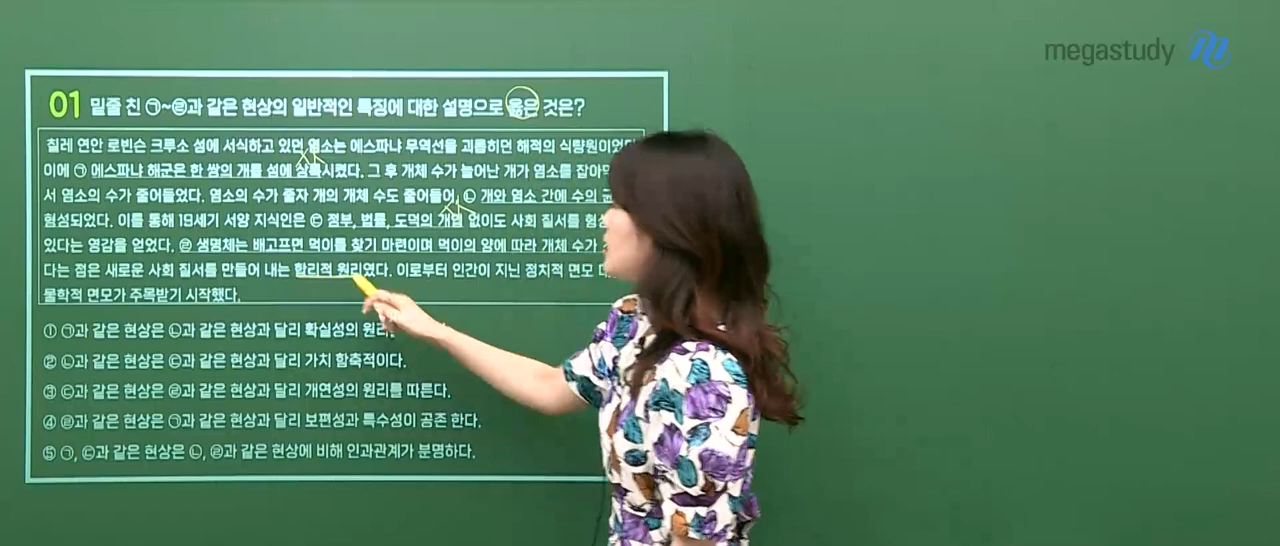 megastudy
01 밑줄 친 ㉠~㉣과 같은 현상의 일반적인 특징에 대한 설명으로 옳은 것은?
칠레 연안 로빈슨 크루소 섬에 서식하고 있던 염소는 에스파냐 무역선을 괴롭히던 해적의 식량원이었
이에 ㉠ 에스파냐 해군은 한 쌍의 개를 섬에 상륙시켰다. 그 후 개체 수가 늘어난 개가 염소를 잡아
서 염소의 수가 줄어들었다. 염소의 수가 줄자 개의 개체 수도 줄어들어, ㉡ 개와 염소 간에 수의
형성되었다. 이를 통해 19세기 서양 지식인은 ㉢ 정부, 법률, 도덕의 개입 없이도 사회 질서를
있다는 영감을 얻었다. ㉣ 생명체는 배고프면 먹이를 찾기 마련이며 먹이의 양에 따라 개체 수가
다는 점은 새로운 사회 질서를 만들어 내는 합리적 원리였다. 이로부터 인간이 지닌 정치적 면모
물학적 면모가 주목받기 시작했다.
① ㉠과 같은 현상은 ㉡과 같은 현상과 달리 확실성의 원리
② ㉡과 같은 현상은 ㉢과 같은 현상과 달리 가치 함축적이다.
③ ㉢과 같은 현상은 ㉣과 같은 현상과 달리 개연성의 원리를 따른다.
④ ㉣과 같은 현상은 ㉠과 같은 현상과 달리 보편성과 특수성이 공존 한다.
⑤ ㉠, ㉢과 같은 현상은 ㉡, ㉣과 같은 현상에 비해 인과관계가 분명하다.